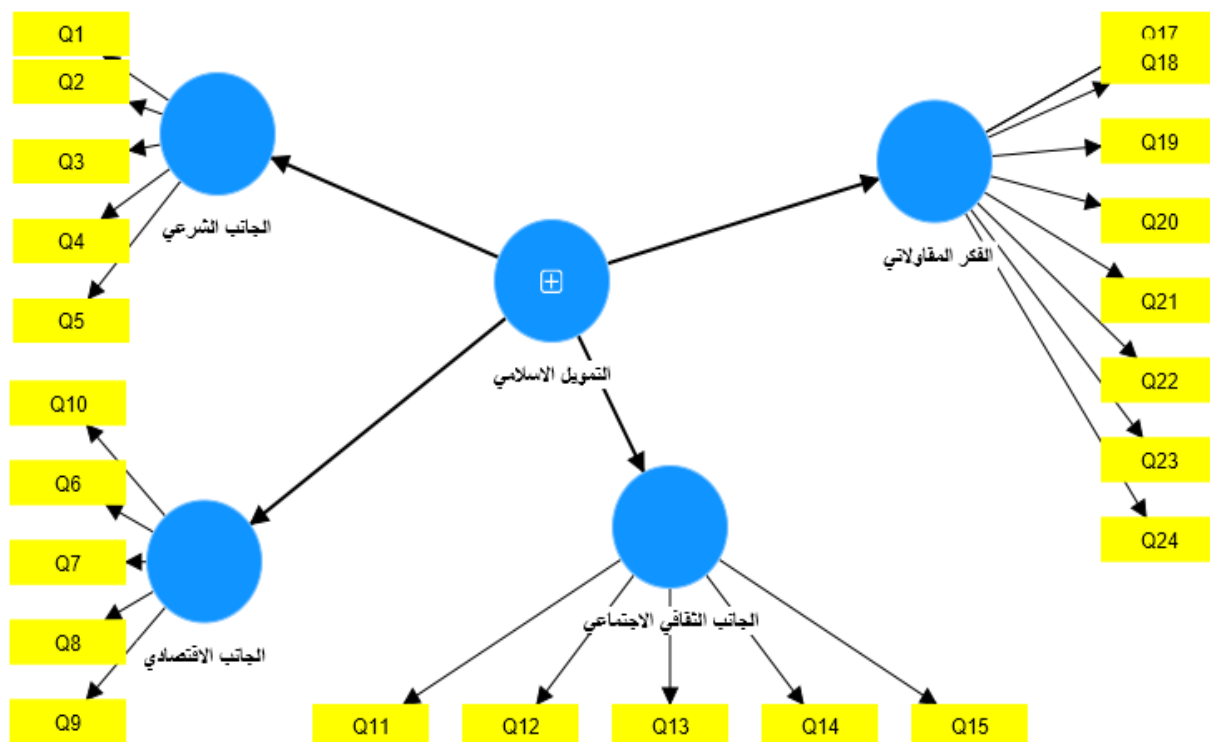 Q1
Q2
Q3
Q4
Q5
الجانب الشرعي
Q17
Q18
Q19
Q20
Q21
Q22
Q23
Q24
الفكر المقاولاتي
التمويل الاسلامي
Q10
Q6
Q7
Q8
Q9
الجانب الاقتصادي
الجانب الثقافي الاجتماعي
Q11
Q12
Q13
Q14
Q15